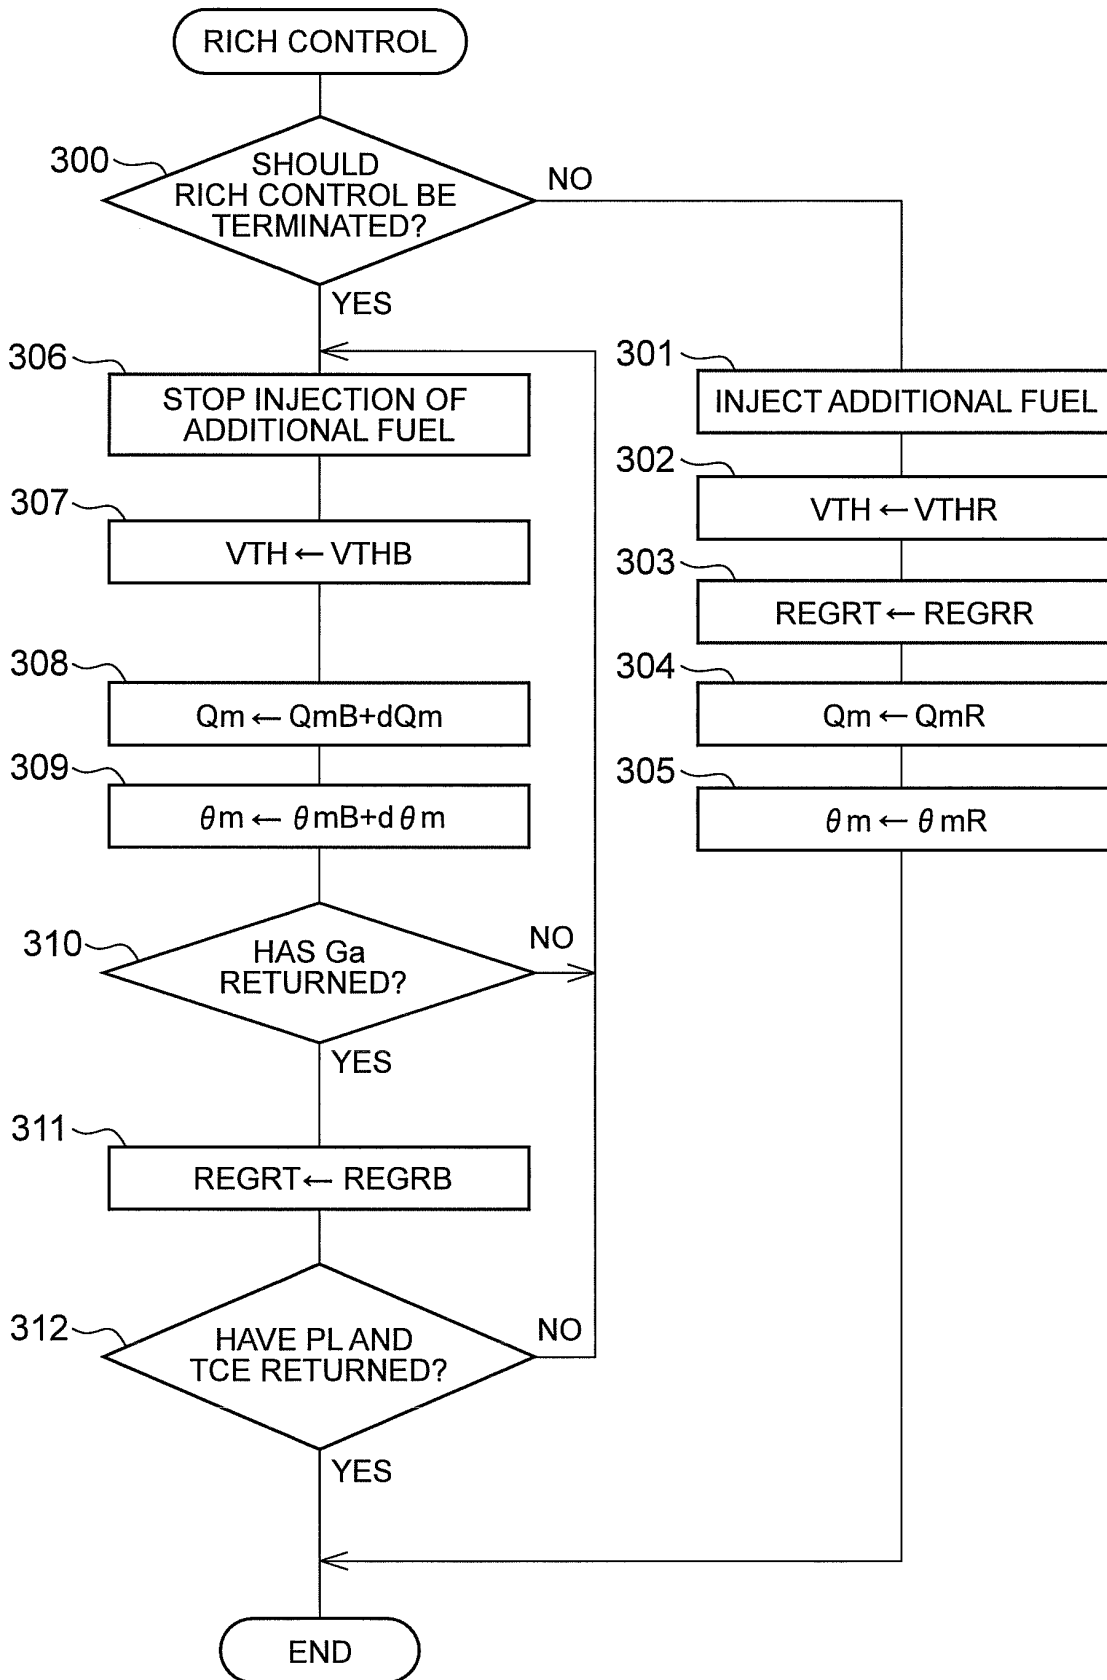 RICH CONTROL
300
SHOULD
RICH CONTROL BE
TERMINATED?
NO
YES
306
STOP INJECTION OF
ADDITIONAL FUEL
307
VTH ← VTHB
308
Qm ← QmB+dQm
309
θm ← θmB+dθm
310
HAS Ga
RETURNED?
NO
YES
311
REGRT ← REGRB
312
HAVE PL AND
TCE RETURNED?
NO
YES
301
INJECT ADDITIONAL FUEL
302
VTH ← VTHR
303
REGRT ← REGRR
304
Qm ← QmR
305
θm ← θmR
END